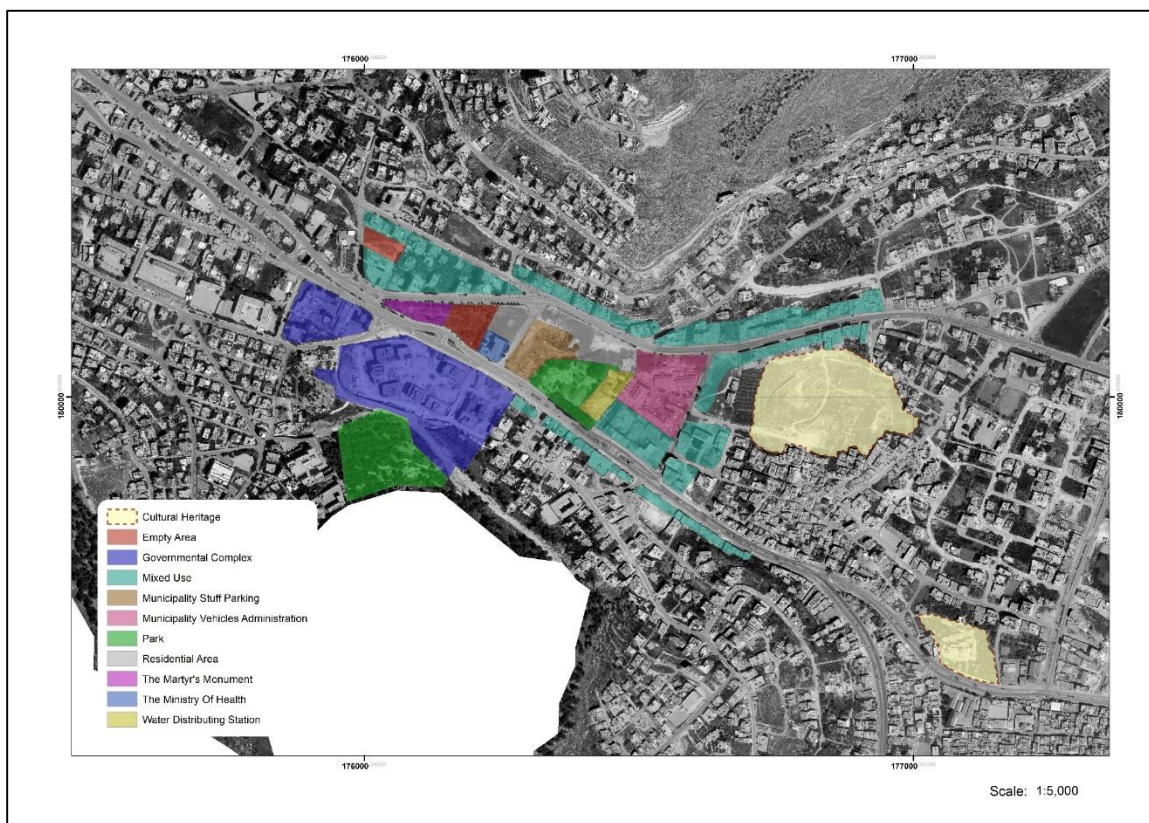 176000
177000
180000
180000
Cultural Heritage
Empty Area
Governmental Complex
Mixed Use
Municipality Stuff Parking
Municipality Vehicles Administration
Park
Residential Area
The Martyr's Monument
The Ministry Of Health
Water Distributing Station
176000
177000
Scale: 1:5,000